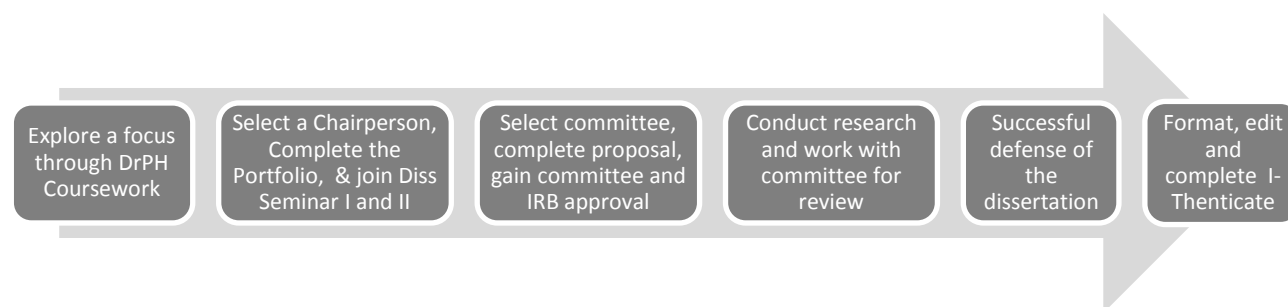 Explore a focus
through DrPH
Coursework
Select a Chairperson,
Complete the
Portfolio, & join Diss
Seminar I and II
Select committee,
complete proposal,
gain committee and
IRB approval
Conduct research
and work with
committee for
review
Successful
defense of
the
dissertation
Format, edit
and
complete I-
Thenticate